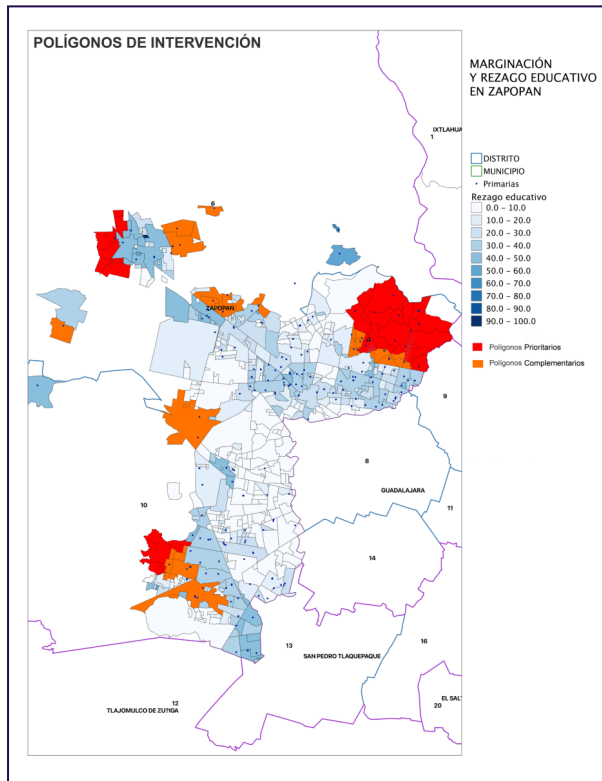 POLÍGONOS DE INTERVENCIÓN
MARGINACIÓN
Y REZAGO EDUCATIVO
EN ZAPOPAN
IXTLAHUA
1
DISTRITO
MUNICIPIO
Primarias
Rezago educativo
0.0 – 10.0
10.0 – 20.0
20.0 – 30.0
30.0 – 40.0
40.0 – 50.0
50.0 – 60.0
60.0 – 70.0
70.0 – 80.0
80.0 – 90.0
90.0 – 100.0
Polígonos Prioritarios
Polígonos Complementarios
6
ZAPOPAN
4
9
8
GUADALAJARA
10
11
14
13
SAN PEDRO TLAQUEPAQUE
16
12
TLAJOMULCO DE ZUÑIGA
EL SALT
20